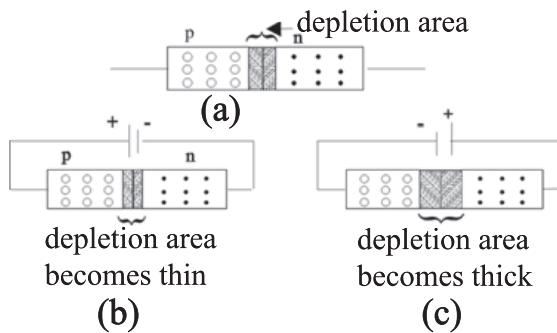 depletion area
p
n
(a)
+ -
p
n
depletion area
becomes thin
(b)
- +
depletion area
becomes thick
(c)